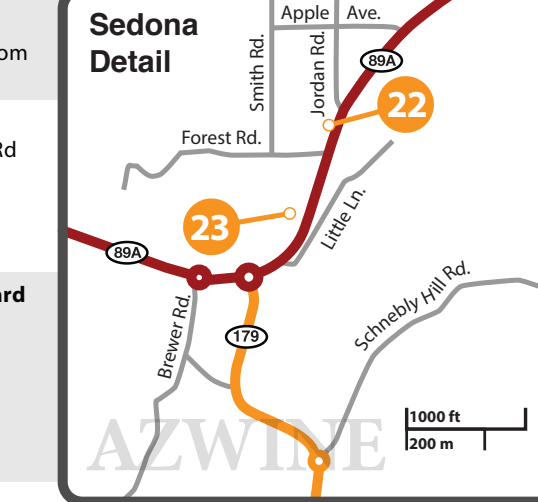 om
Rd
ard
Sedona
Detail
Apple Ave.
Smith Rd.
Jordan Rd.
89A
22
Forest Rd.
23
Little Ln.
89A
Schnebly Hill Rd.
Brewer Rd.
179
1000 ft
200 m
AZWINE